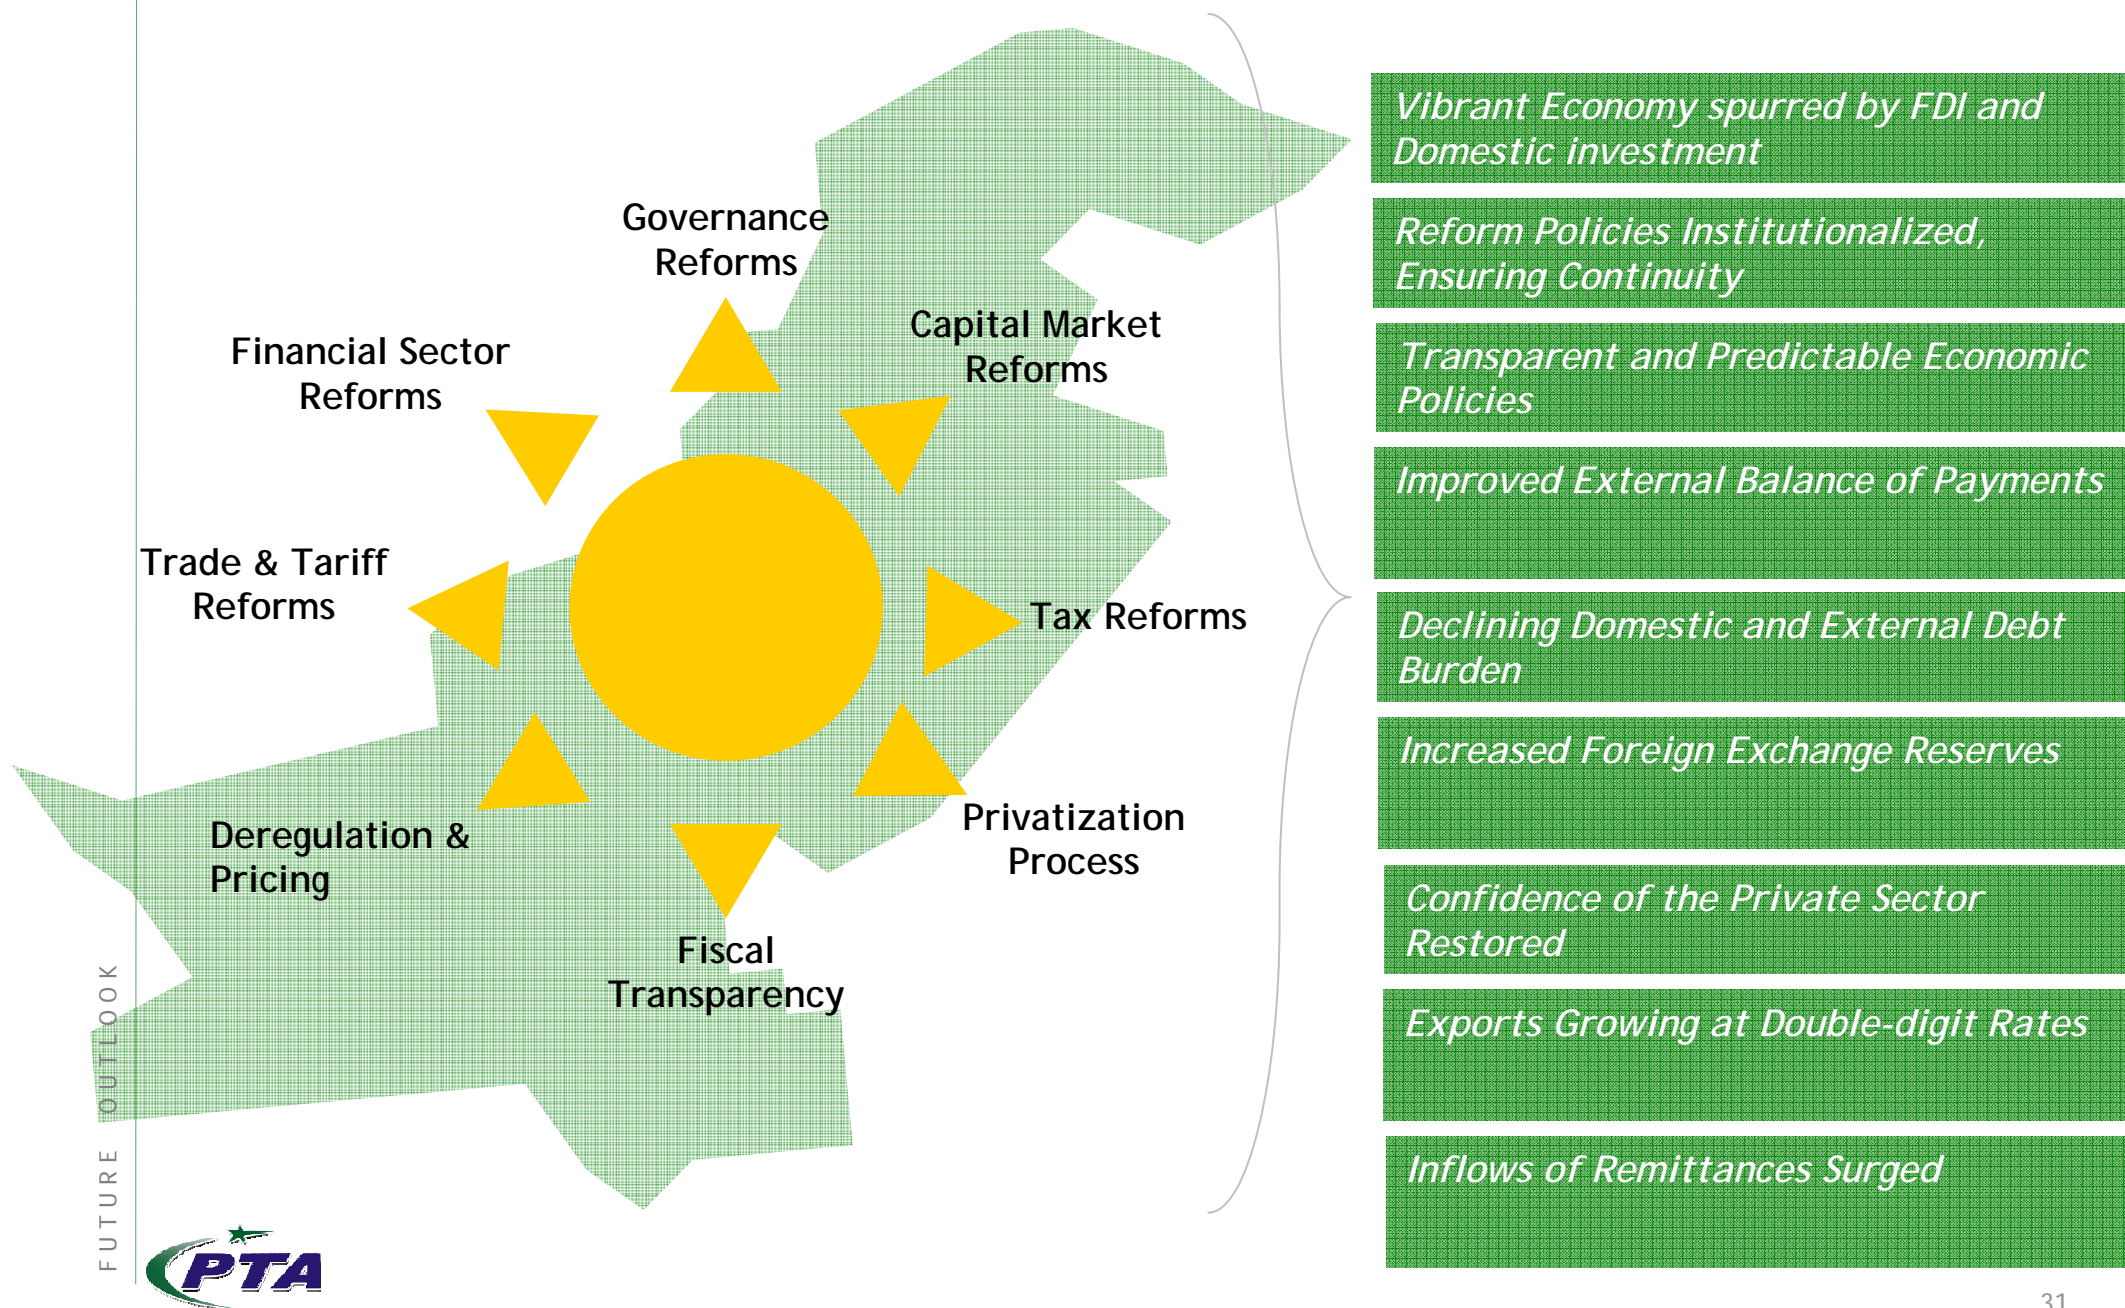 Governance
Reforms
Financial Sector
Reforms
Capital Market
Reforms
Trade & Tariff
Reforms
Tax Reforms
Deregulation &
Pricing
Privatization
Process
Fiscal
Transparency
Vibrant Economy spurred by FDI and
Domestic investment
Reform Policies Institutionalized,
Ensuring Continuity
Transparent and Predictable Economic
Policies
Improved External Balance of Payments
Declining Domestic and External Debt
Burden
Increased Foreign Exchange Reserves
Confidence of the Private Sector
Restored
Exports Growing at Double-digit Rates
Inflows of Remittances Surged
FUTURE OUTLOOK
PTA
31